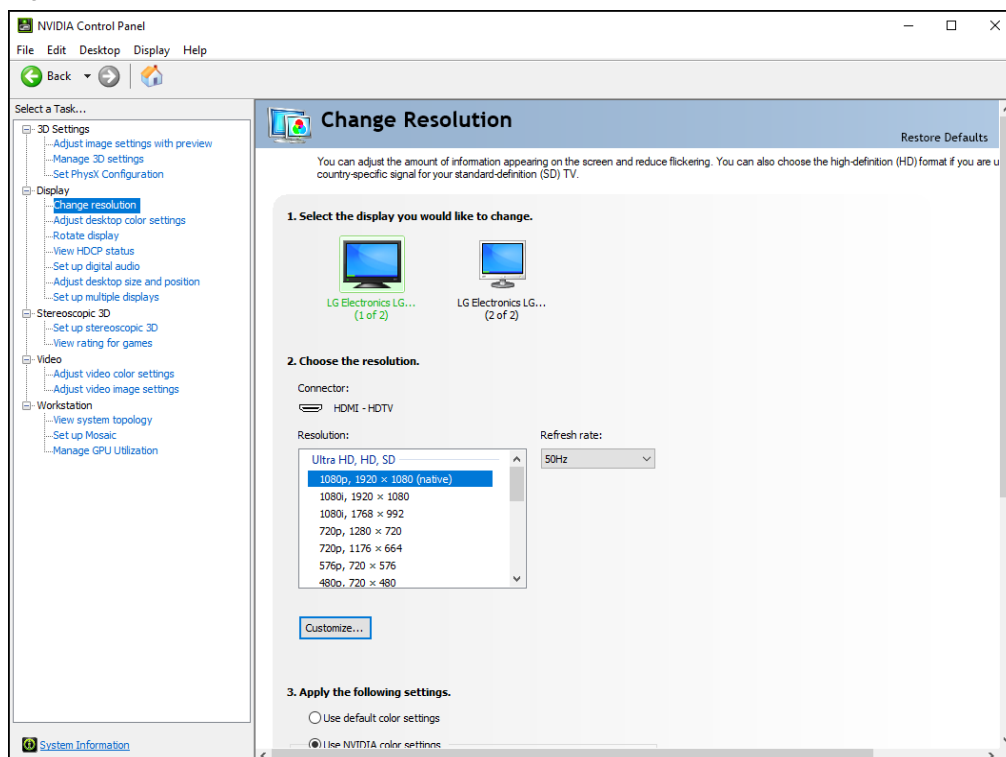 NVIDIA Control Panel
File Edit Desktop Display Help
Back
Select a Task...
3D Settings
Adjust image settings with preview
Manage 3D settings
Set PhysX Configuration
Display
Change resolution
Adjust desktop color settings
Rotate display
View HDCP status
Set up digital audio
Adjust desktop size and position
Set up multiple displays
Stereoscopic 3D
Set up stereoscopic 3D
View rating for games
Video
Adjust video color settings
Adjust video image settings
Workstation
View system topology
Set up Mosaic
Manage GPU Utilization
System Information
Change Resolution
Restore Defaults
You can adjust the amount of information appearing on the screen and reduce flickering. You can also choose the high-definition (HD) format if you are u
country-specific signal for your standard-definition (SD) TV.
1. Select the display you would like to change.
LG Electronics LG...
(1 of 2)
LG Electronics LG...
(2 of 2)
2. Choose the resolution.
Connector:
HDMI - HDTV
Resolution:
Refresh rate:
Ultra HD, HD, SD
50Hz
1080p, 1920 × 1080 (native)
1080i, 1920 × 1080
1080i, 1768 × 992
720p, 1280 × 720
720p, 1176 × 664
576p, 720 × 576
480p, 720 × 480
Customize...
3. Apply the following settings.
Use default color settings
Use NVIDIA color settings